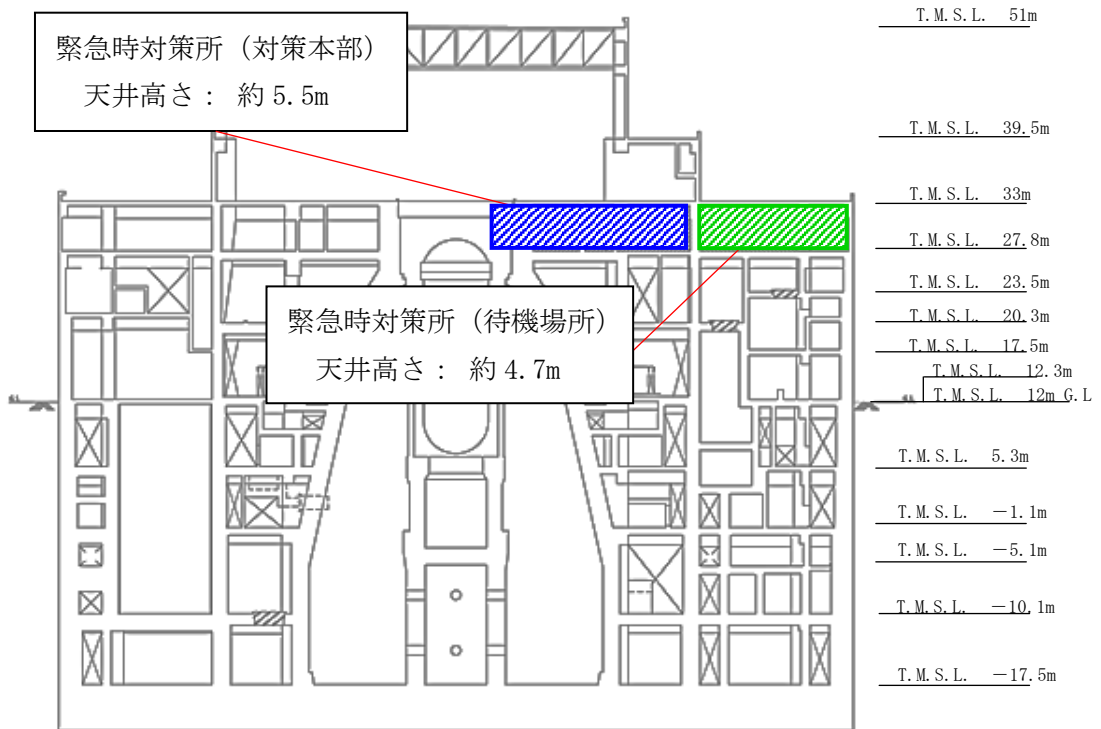 緊急時対策所（対策本部）
天井高さ： 約 5.5m
緊急時対策所（待機場所）
天井高さ： 約 4.7m
T.M.S.L. 51m
T.M.S.L. 39.5m
T.M.S.L. 33m
T.M.S.L. 27.8m
T.M.S.L. 23.5m
T.M.S.L. 20.3m
T.M.S.L. 17.5m
T.M.S.L. 12.3m
T.M.S.L. 12m G.L
T.M.S.L. 5.3m
T.M.S.L. －1.1m
T.M.S.L. －5.1m
T.M.S.L. －10.1m
T.M.S.L. －17.5m